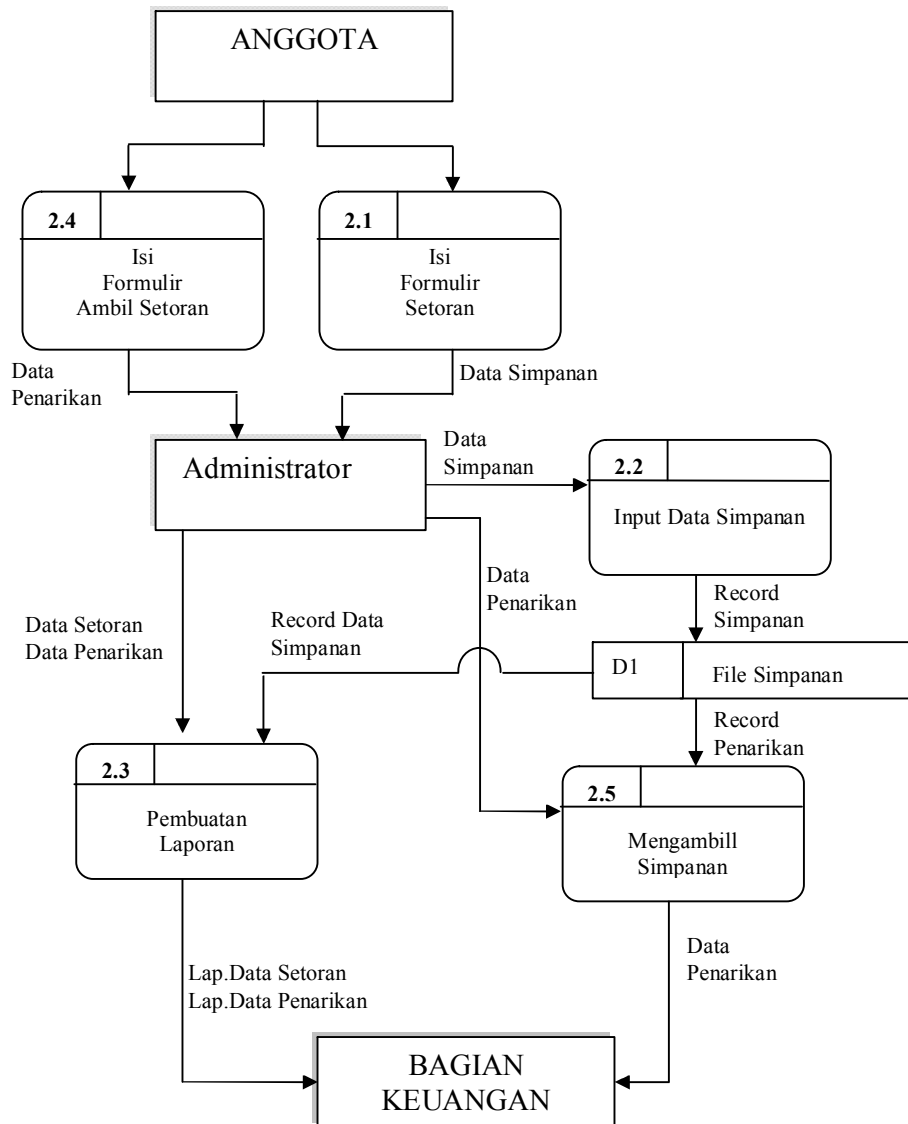 ANGGOTA
2.4
Isi
Formulir
Ambil Setoran
2.1
Isi
Formulir
Setoran
Data
Penarikan
Data Simpanan
Administrator
Data
Simpanan
2.2
Input Data Simpanan
Data Setoran
Data Penarikan
Record Data
Simpanan
Data
Penarikan
Record
Simpanan
D1
File Simpanan
Record
Penarikan
2.3
Pembuatan
Laporan
2.5
Mengambill
Simpanan
Lap.Data Setoran
Lap.Data Penarikan
Data
Penarikan
BAGIAN
KEUANGAN